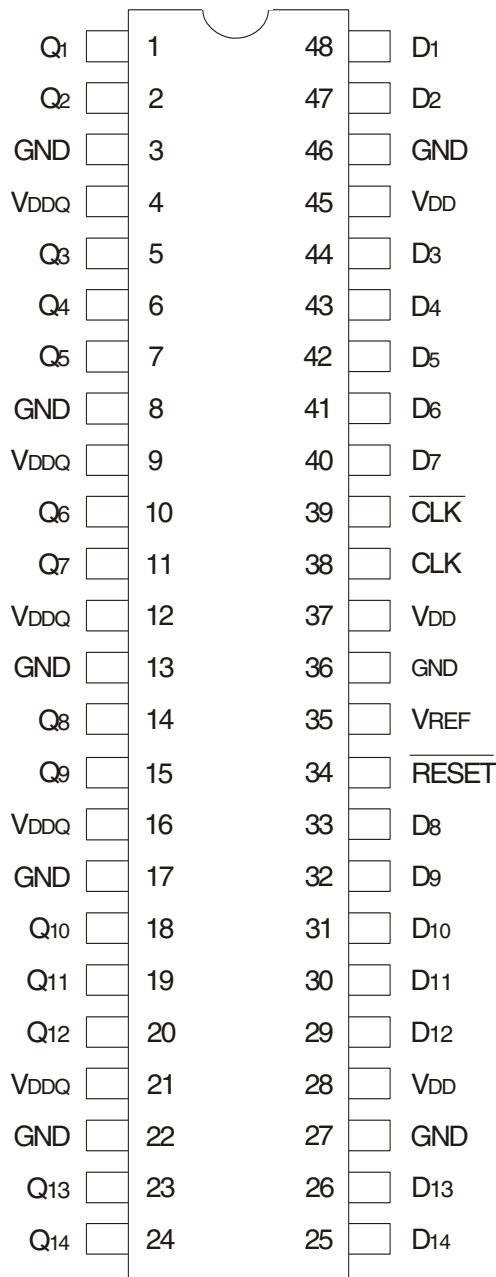 Q1 1 48 D1
Q2 2 47 D2
GND 3 46 GND
VDDQ 4 45 VDD
Q3 5 44 D3
Q4 6 43 D4
Q5 7 42 D5
GND 8 41 D6
VDDQ 9 40 D7
Q6 10 39 CLK
Q7 11 38 CLK
VDDQ 12 37 VDD
GND 13 36 GND
Q8 14 35 VREF
Q9 15 34 RESET
VDDQ 16 33 D8
GND 17 32 D9
Q10 18 31 D10
Q11 19 30 D11
Q12 20 29 D12
VDDQ 21 28 VDD
GND 22 27 GND
Q13 23 26 D13
Q14 24 25 D14